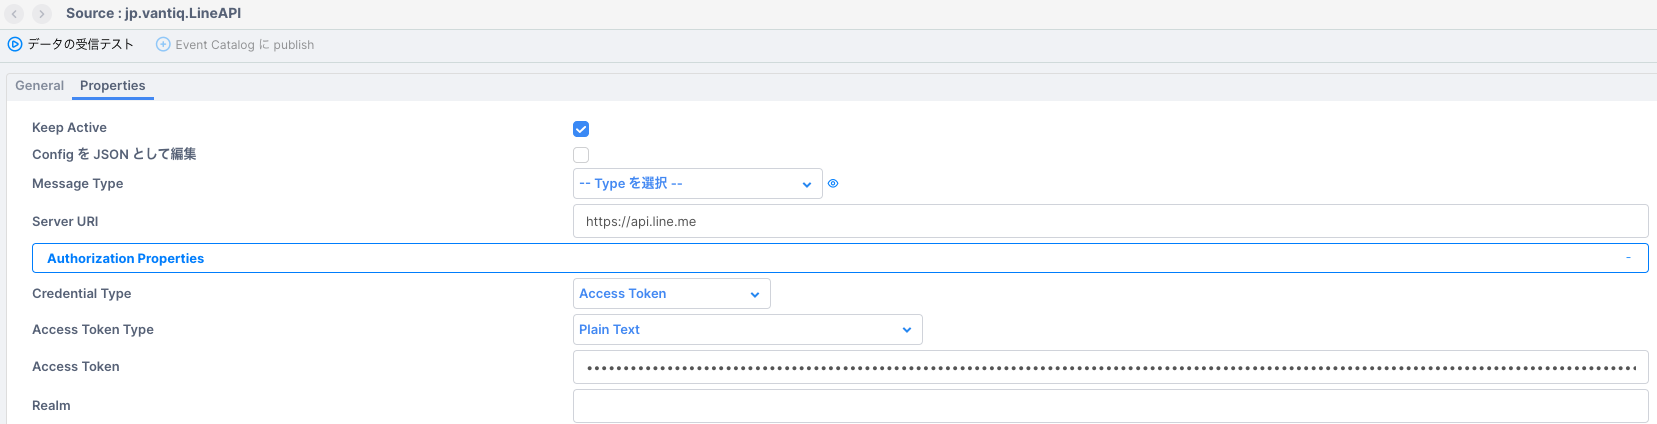 Source : jp.vantiq.LineAPI
データの受信テスト Event Catalog に publish
General Properties
Keep Active
Config を JSON として編集
Message Type -- Type を選択 --
Server URI https://api.line.me
Authorization Properties -
Credential Type Access Token
Access Token Type Plain Text
Access Token
Realm